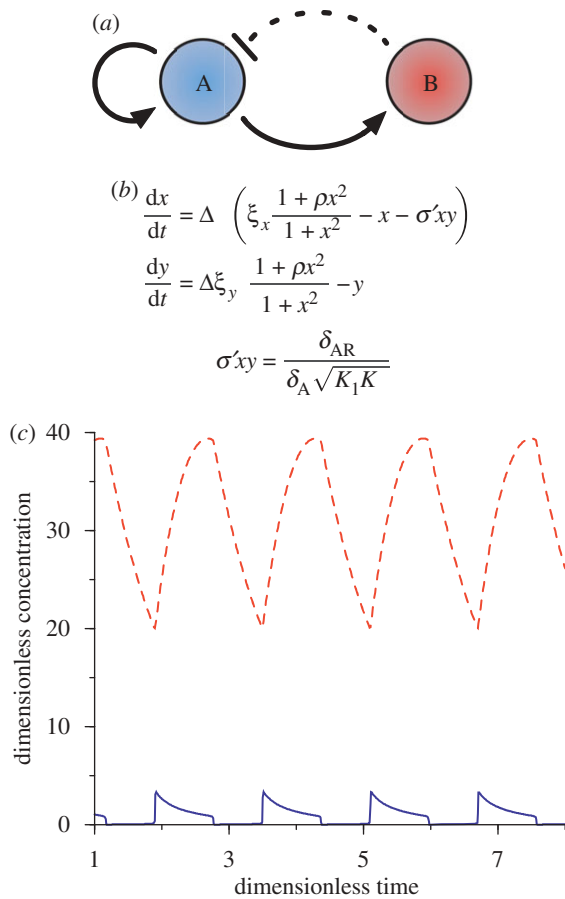 (a)
A
B
(b)
dx/dt = Δ (ξ_x (1 + ρx²)/(1 + x²) – x – σ′xy)
dy/dt = Δξ_y (1 + ρx²)/(1 + x²) – y
σ′xy = δ_AR/(δ_A √(K₁K))
(c)
40
30
20
10
0
dimensionless concentration
1 3 5 7
dimensionless time